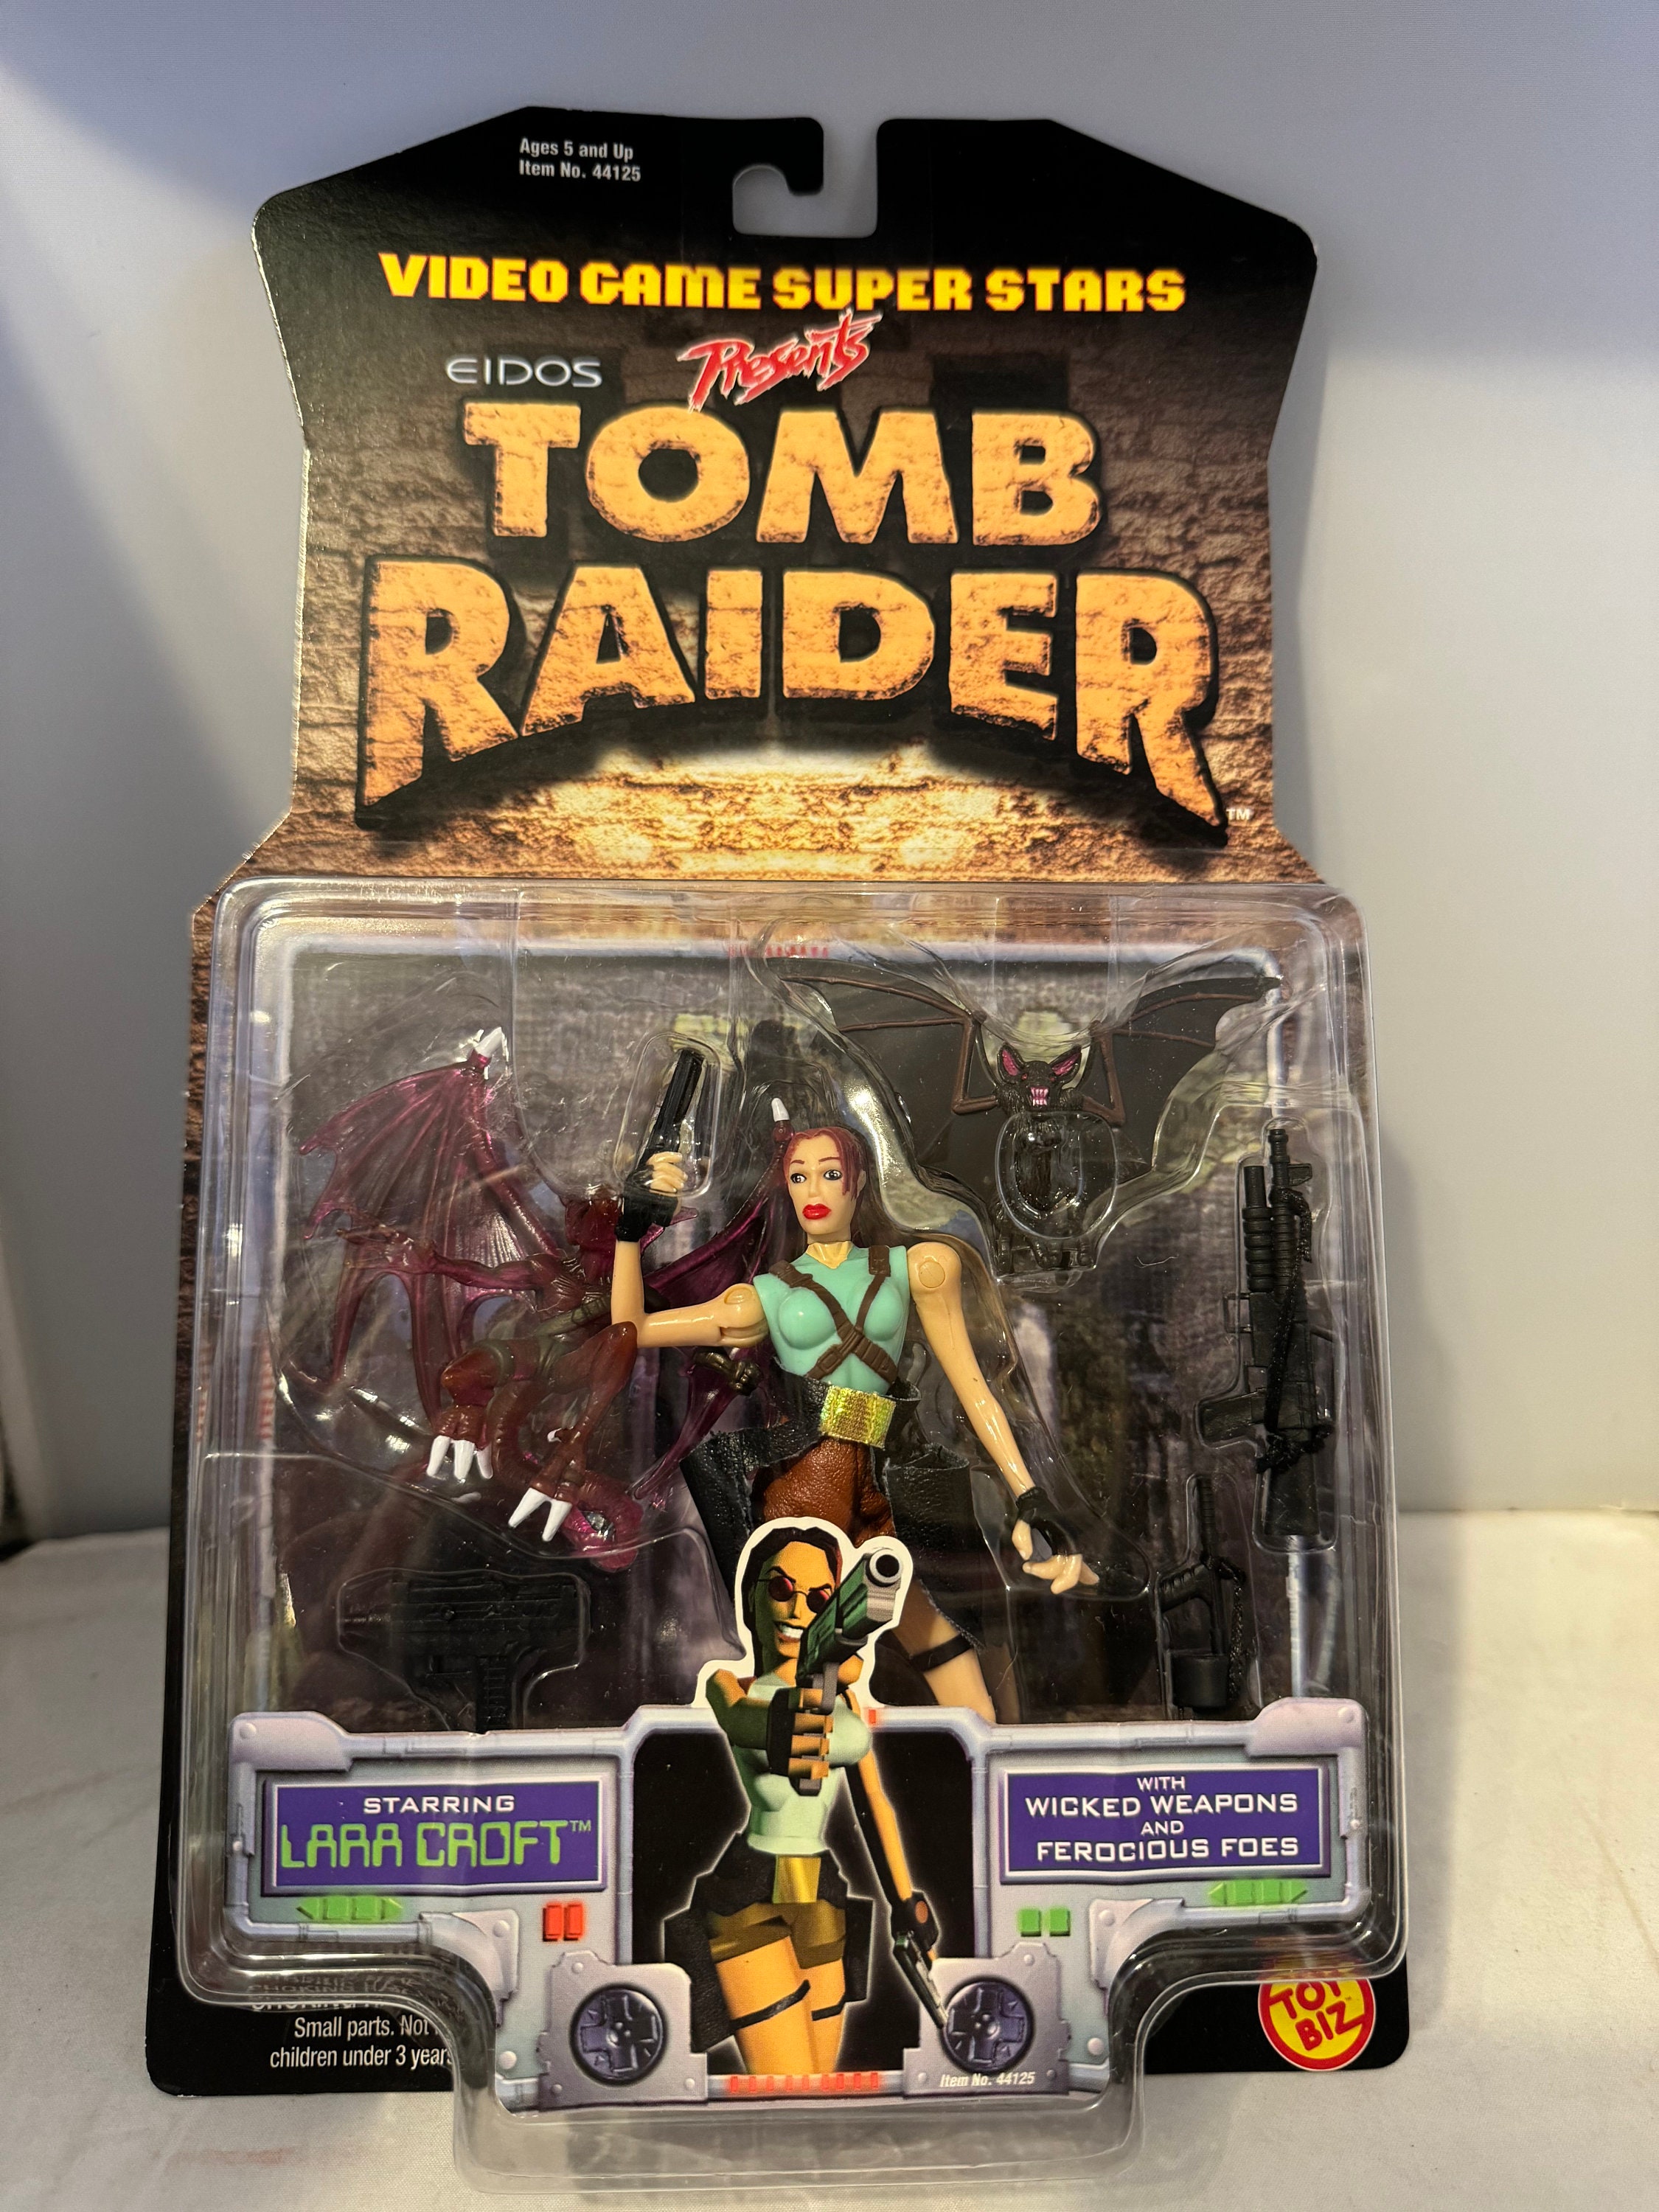 Ages 5 and Up
Item No. 44125
VIDEO GAME SUPER STARS
Presents
EIDOS
TOMB
RAIDER
TM
STARRING
LARA CROFT™
WITH
WICKED WEAPONS
AND
FEROCIOUS FOES
Small parts. Not
children under 3 years
TOY
BIZ
Item No. 44125